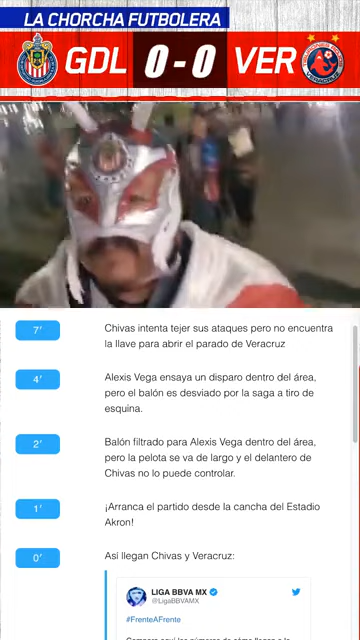 LA CHORCHA FUTBOLERA
GDL 0-0 VER
7'
Chivas intenta tejer sus ataques pero no encuentra
la llave para abrir el parado de Veracruz
4'
Alexis Vega ensaya un disparo dentro del área,
pero el balón es desviado por la saga a tiro de
esquina.
2'
Balón filtrado para Alexis Vega dentro del área,
pero la pelota se va de largo y el delantero de
Chivas no lo puede controlar.
1'
¡Arranca el partido desde la cancha del Estadio
Akron!
0'
Así llegan Chivas y Veracruz:
LIGA BBVA MX
@LigaBBVAMX
#FrenteAFrente